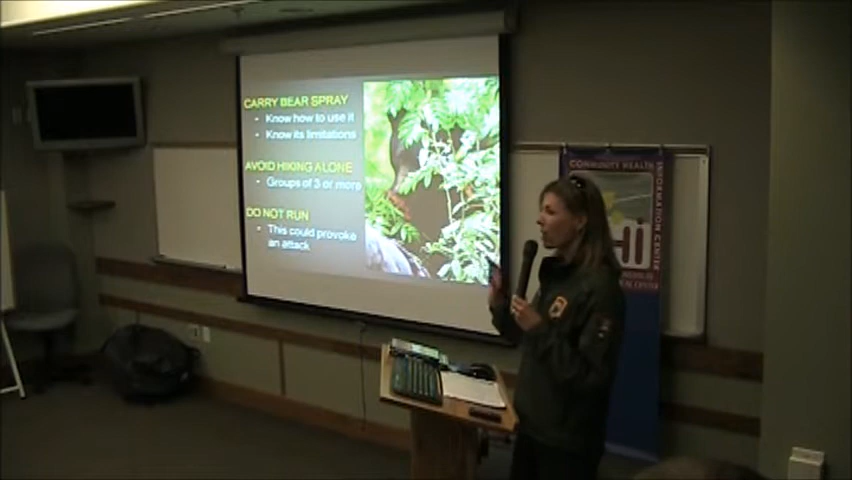 CARRY BEAR SPRAY
- Know how to use it
- Know its limitations
AVOID HIKING ALONE
- Groups of 3 or more
DO NOT RUN
- This could provoke
an attack
COMMUNITY HEALTH
INFORMATION CENTER
CENTER